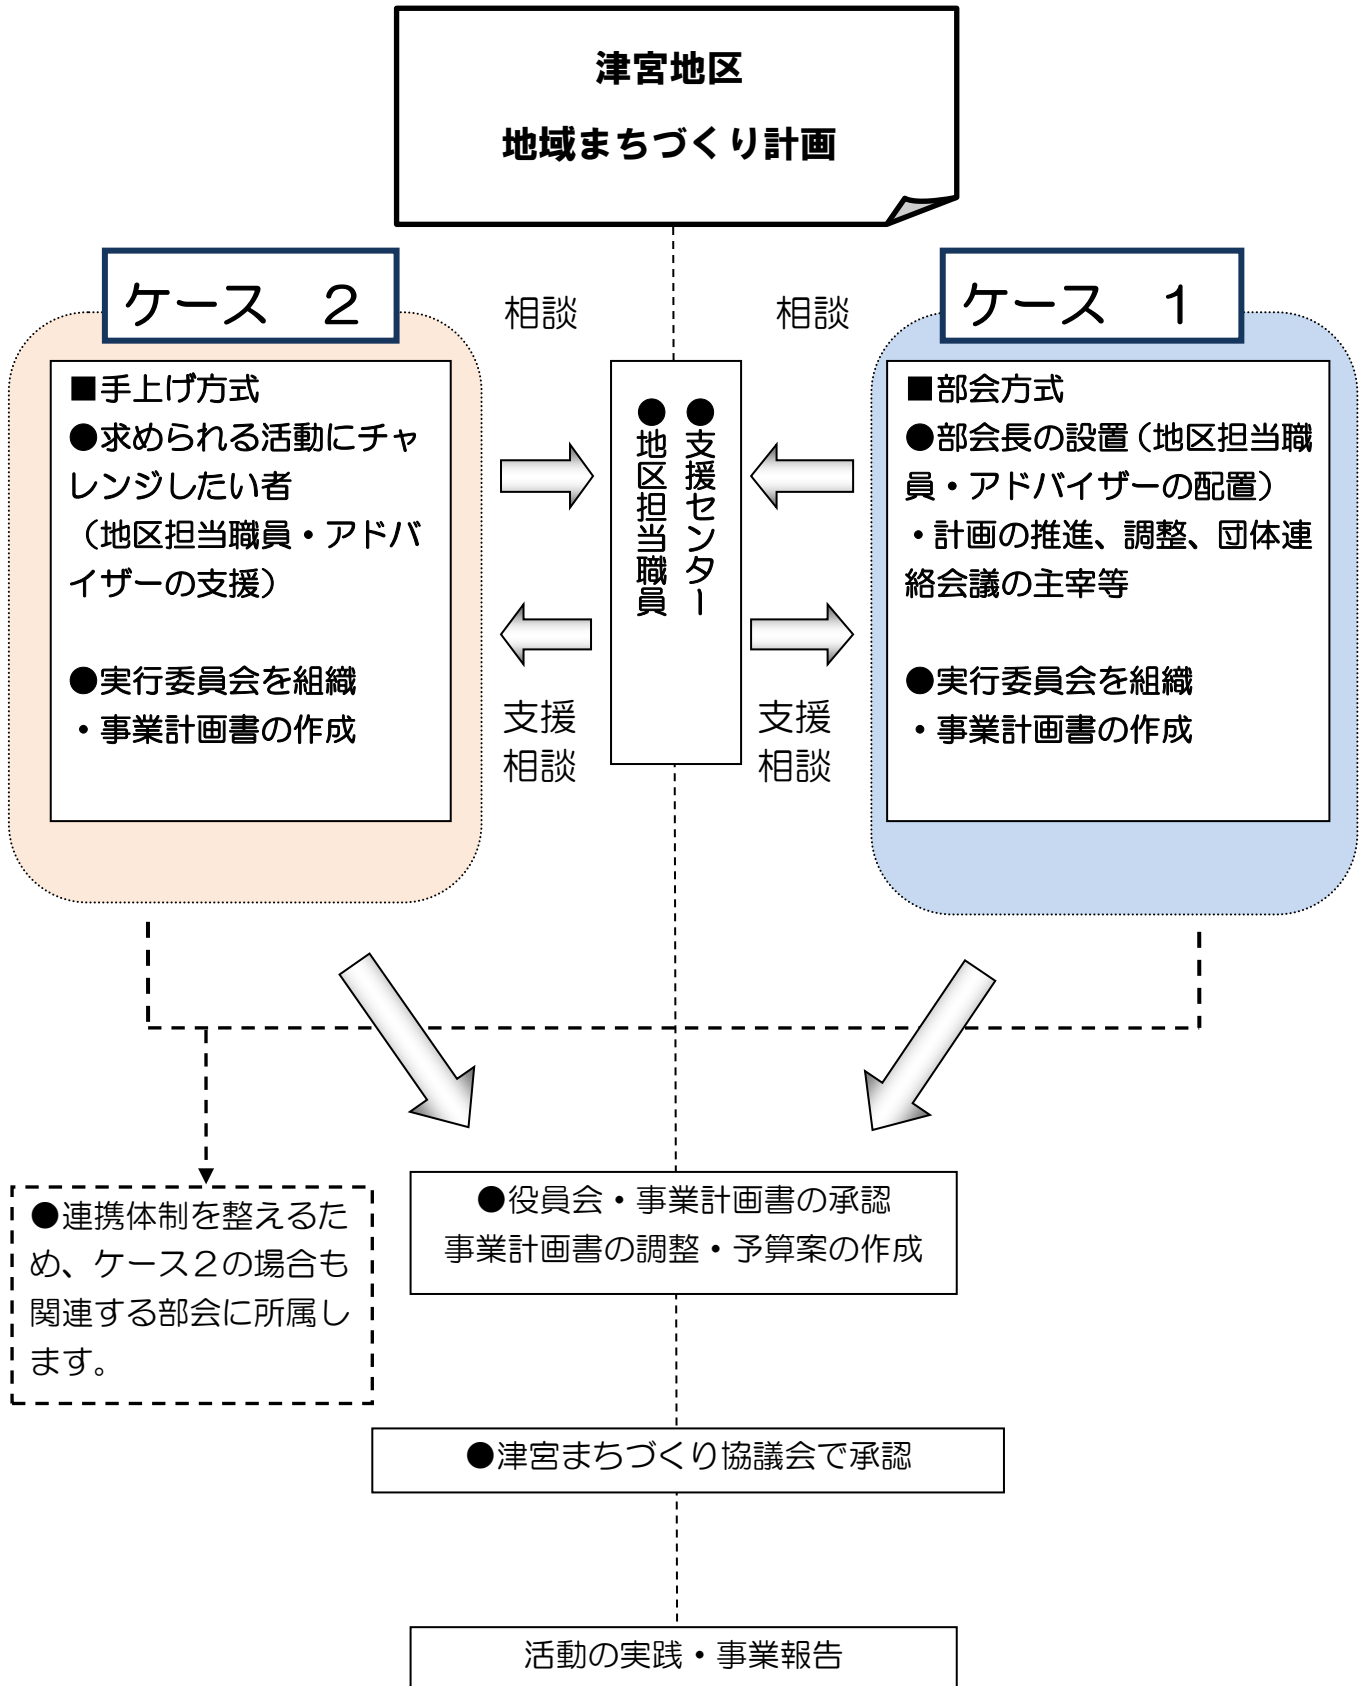 津宮地区
地域まちづくり計画
ケース　２
相談
相談
ケース　１
■手上げ方式
●求められる活動にチャ
レンジしたい者
（地区担当職員・アドバ
イザーの支援）
●実行委員会を組織
・事業計画書の作成
●支援センター
●地区担当職員
■部会方式
●部会長の設置（地区担当職
員・アドバイザーの配置）
・計画の推進、調整、団体連
絡会議の主宰等
●実行委員会を組織
・事業計画書の作成
支援
相談
支援
相談
●連携体制を整えるた
め、ケース２の場合も
関連する部会に所属し
ます。
●役員会・事業計画書の承認
事業計画書の調整・予算案の作成
●津宮まちづくり協議会で承認
活動の実践・事業報告